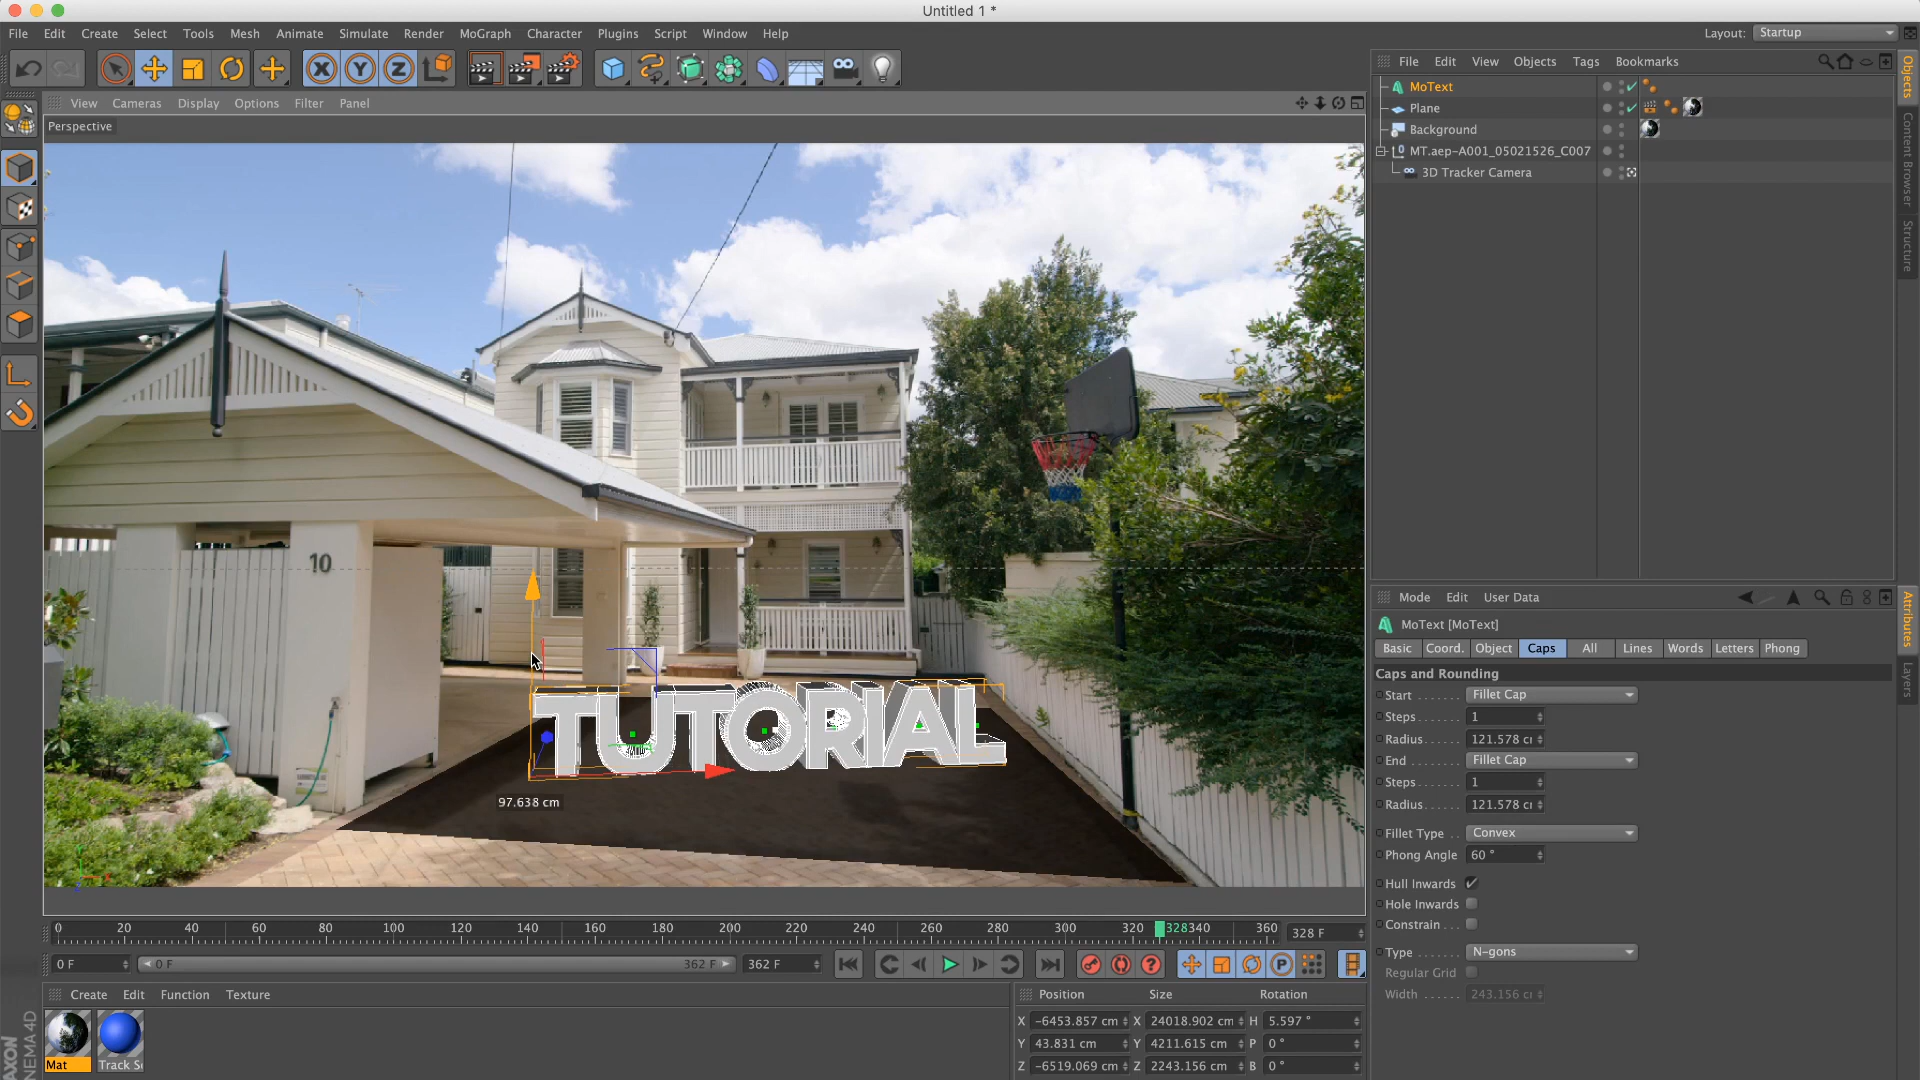 Untitled 1 *
File Edit Create Select Tools Mesh Animate Simulate Render MoGraph Character Plugins Script Window Help
Layout: Startup
View Cameras Display Options Filter Panel
Perspective
10
TUTORIAL
97.638 cm
0 20 40 60 80 100 120 140 160 180 200 220 240 260 280 300 320 328 340 360 328 F
0 F 0 F 362 F 362 F
Create Edit Function Texture
Mat Track S
Position Size Rotation
X -6453.857 cm X 24018.902 cm H 5.597 °
Y 43.831 cm Y 4211.615 cm P 0 °
Z -6519.069 cm Z 2243.156 cm B 0 °
File Edit View Objects Tags Bookmarks
MoText
Plane
Background
MT.aep-A001_05021526_C007
3D Tracker Camera
Objects
Content Browser
Structure
Mode Edit User Data
MoText [MoText]
Basic Coord. Object Caps All Lines Words Letters Phong
Caps and Rounding
Start Fillet Cap
Steps 1
Radius 121.578 c
End Fillet Cap
Steps 1
Radius 121.578 c
Fillet Type Convex
Phong Angle 60 °
Hull Inwards
Hole Inwards
Constrain
Type N-gons
Regular Grid
Width 243.156 c
Attributes
Layers
AXON
NEMA 4D